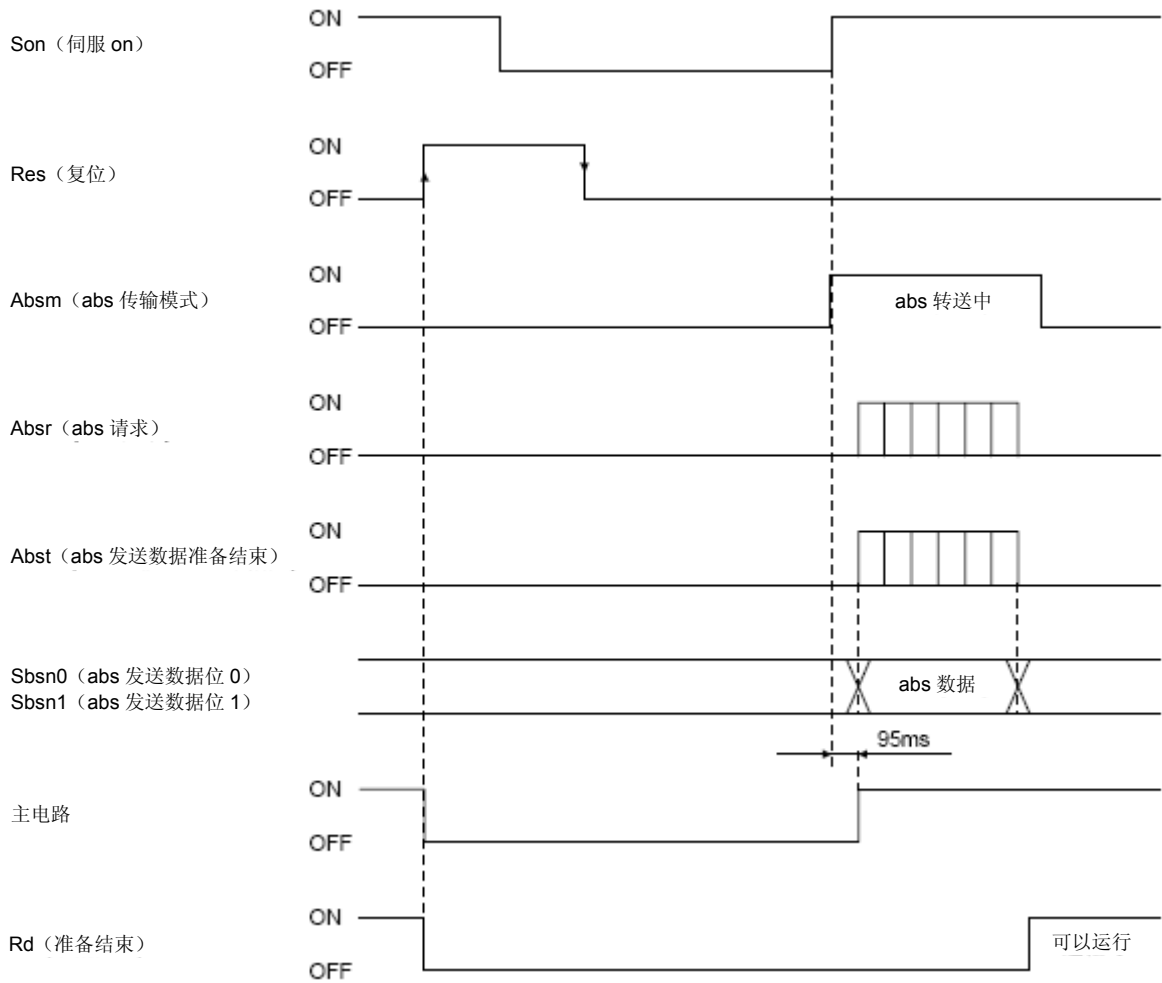 ON
Son（伺服 on）
OFF
ON
Res（复位）
OFF
ON
Absm（abs 传输模式）
abs 转送中
OFF
ON
Absr（abs 请求）
OFF
ON
Abst（abs 发送数据准备结束）
OFF
Sbsn0（abs 发送数据位 0）
Sbsn1（abs 发送数据位 1）
abs 数据
95ms
ON
主电路
OFF
ON
Rd（准备结束）
可以运行
OFF